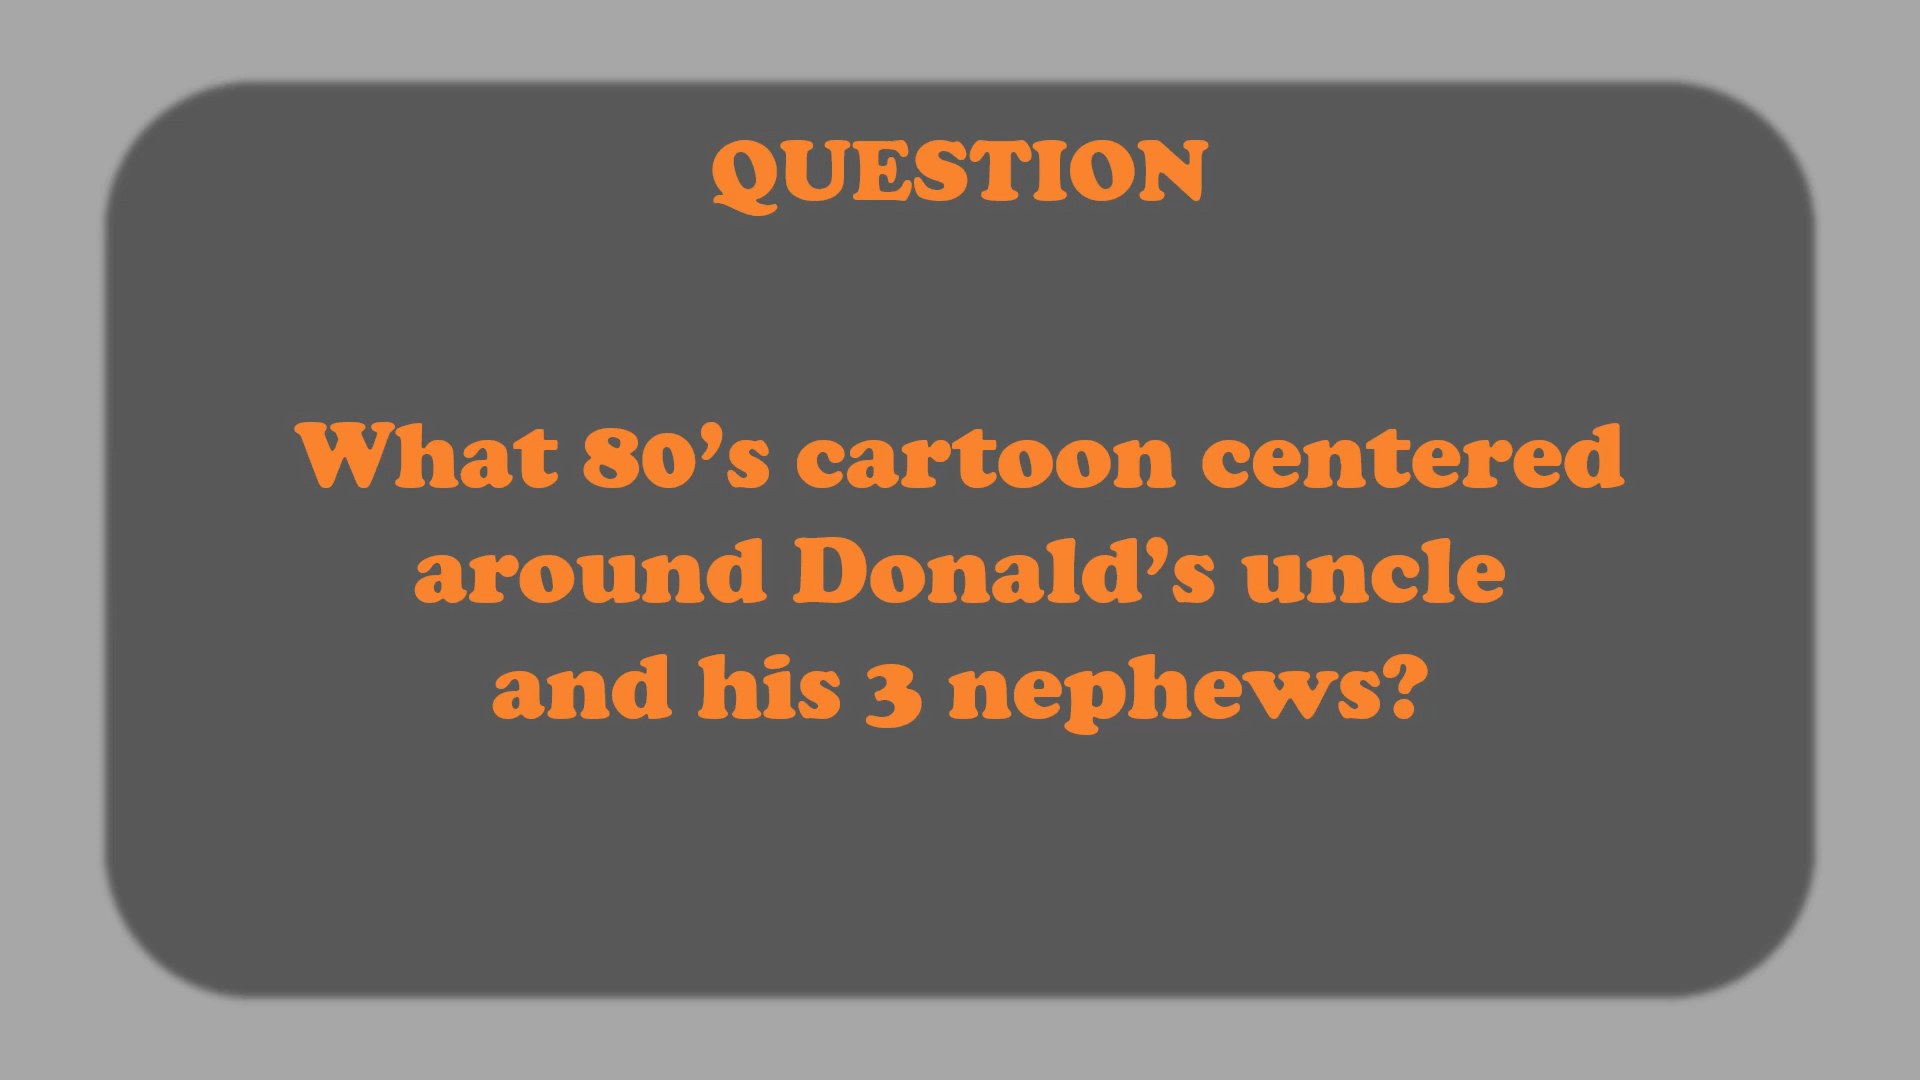 QUESTION
What 80’s cartoon centered
around Donald’s uncle
and his 3 nephews?